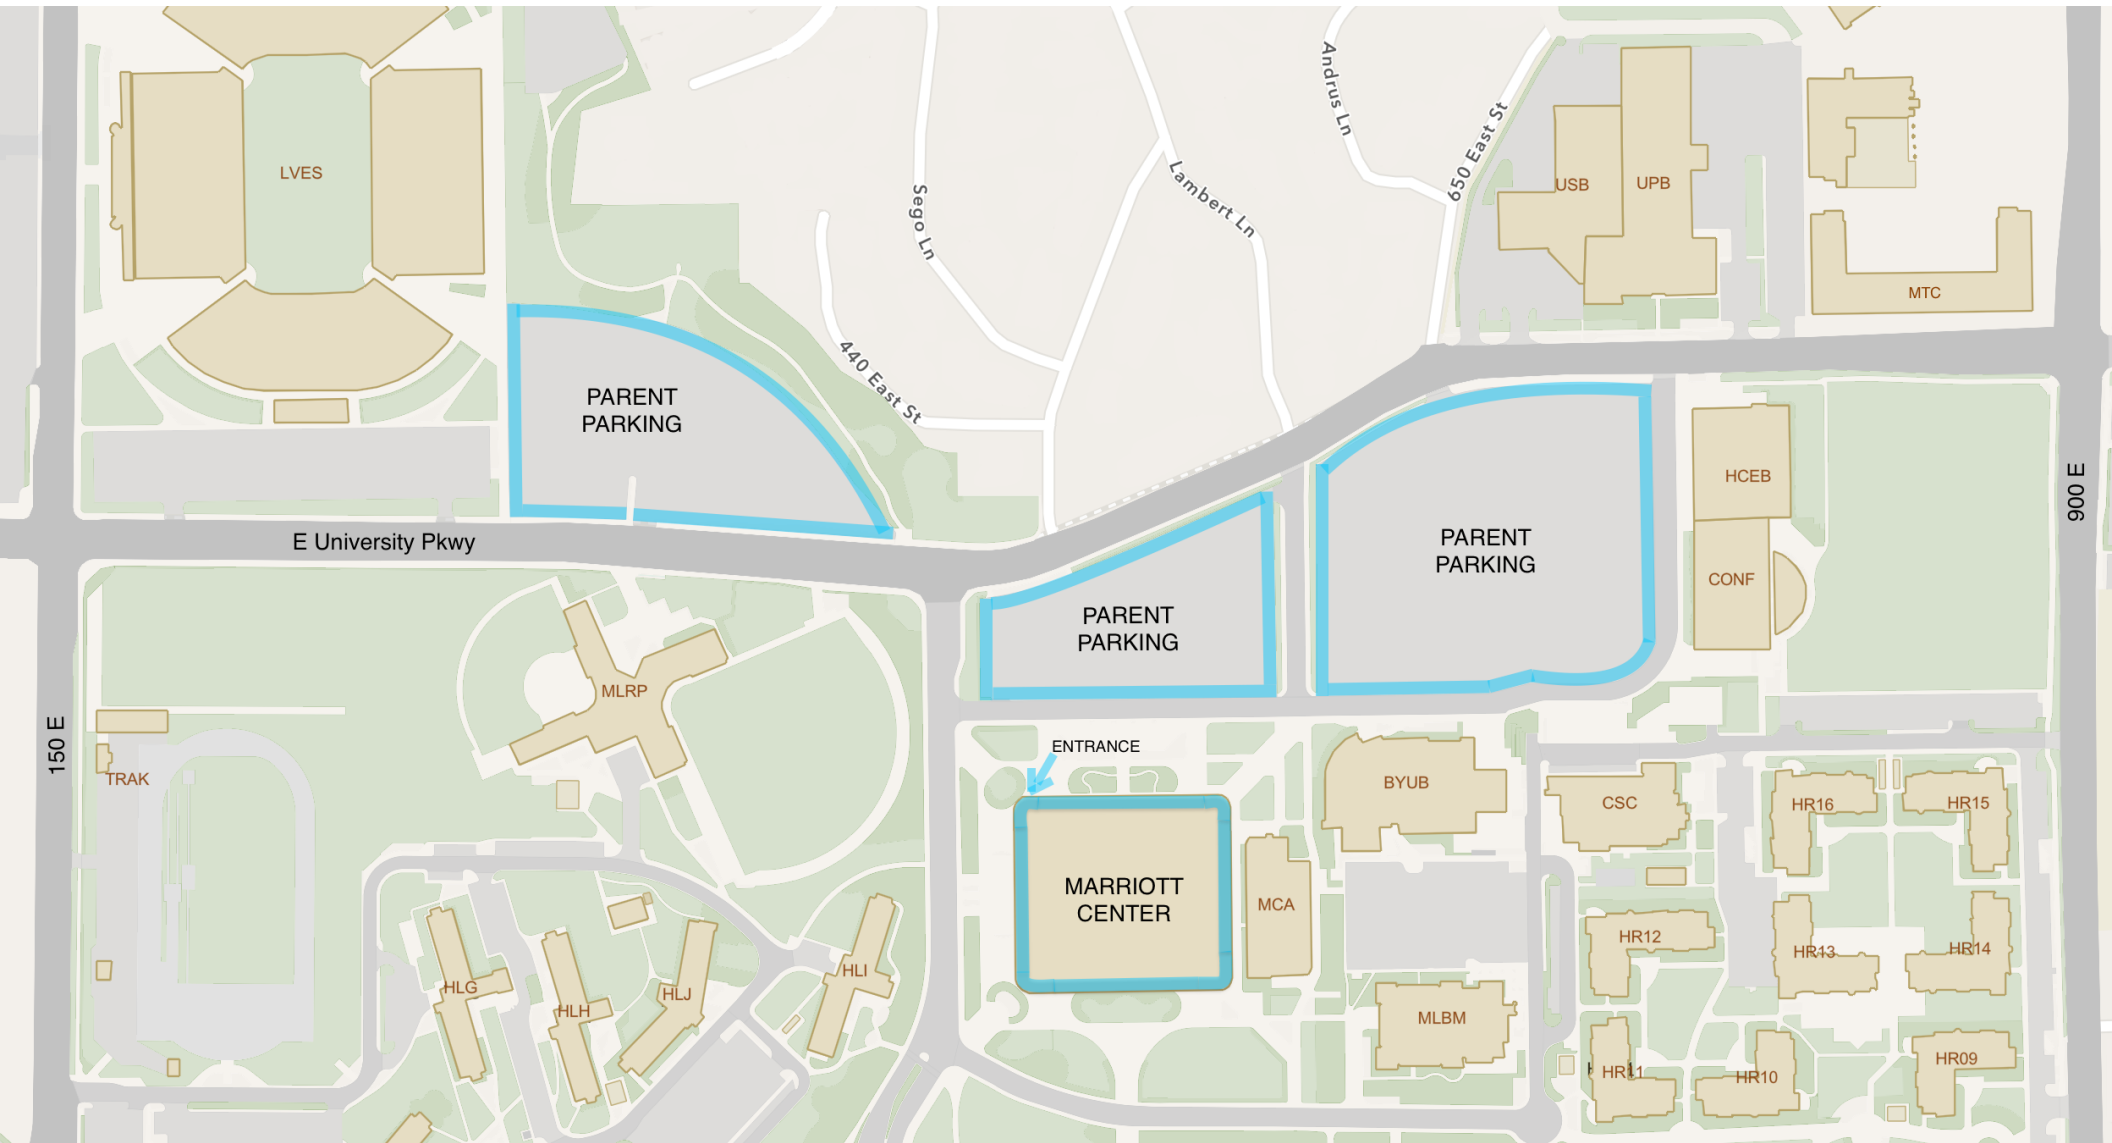 LVES
Sego Ln
Lambert Ln
Andrus Ln
650 East St
USB
UPB
MTC
440 East St
PARENT
PARKING
E University Pkwy
PARENT
PARKING
PARENT
PARKING
HCEB
CONF
900 E
150 E
MLRP
TRAK
ENTRANCE
BYUB
CSC
HR16
HR15
MARRIOTT
CENTER
MCA
HLG
HLH
HLJ
HLI
HR12
HR13
HR14
MLBM
HR11
HR10
HR09